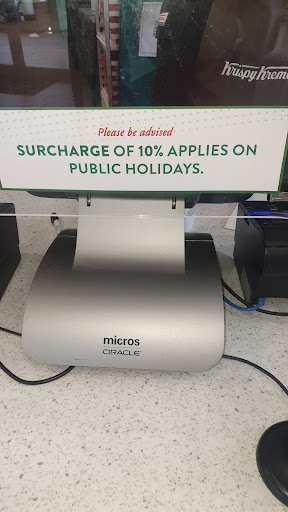 Krispy Kreme
Please be advised
SURCHARGE OF 10% APPLIES ON
PUBLIC HOLIDAYS.
micros
ORACLE